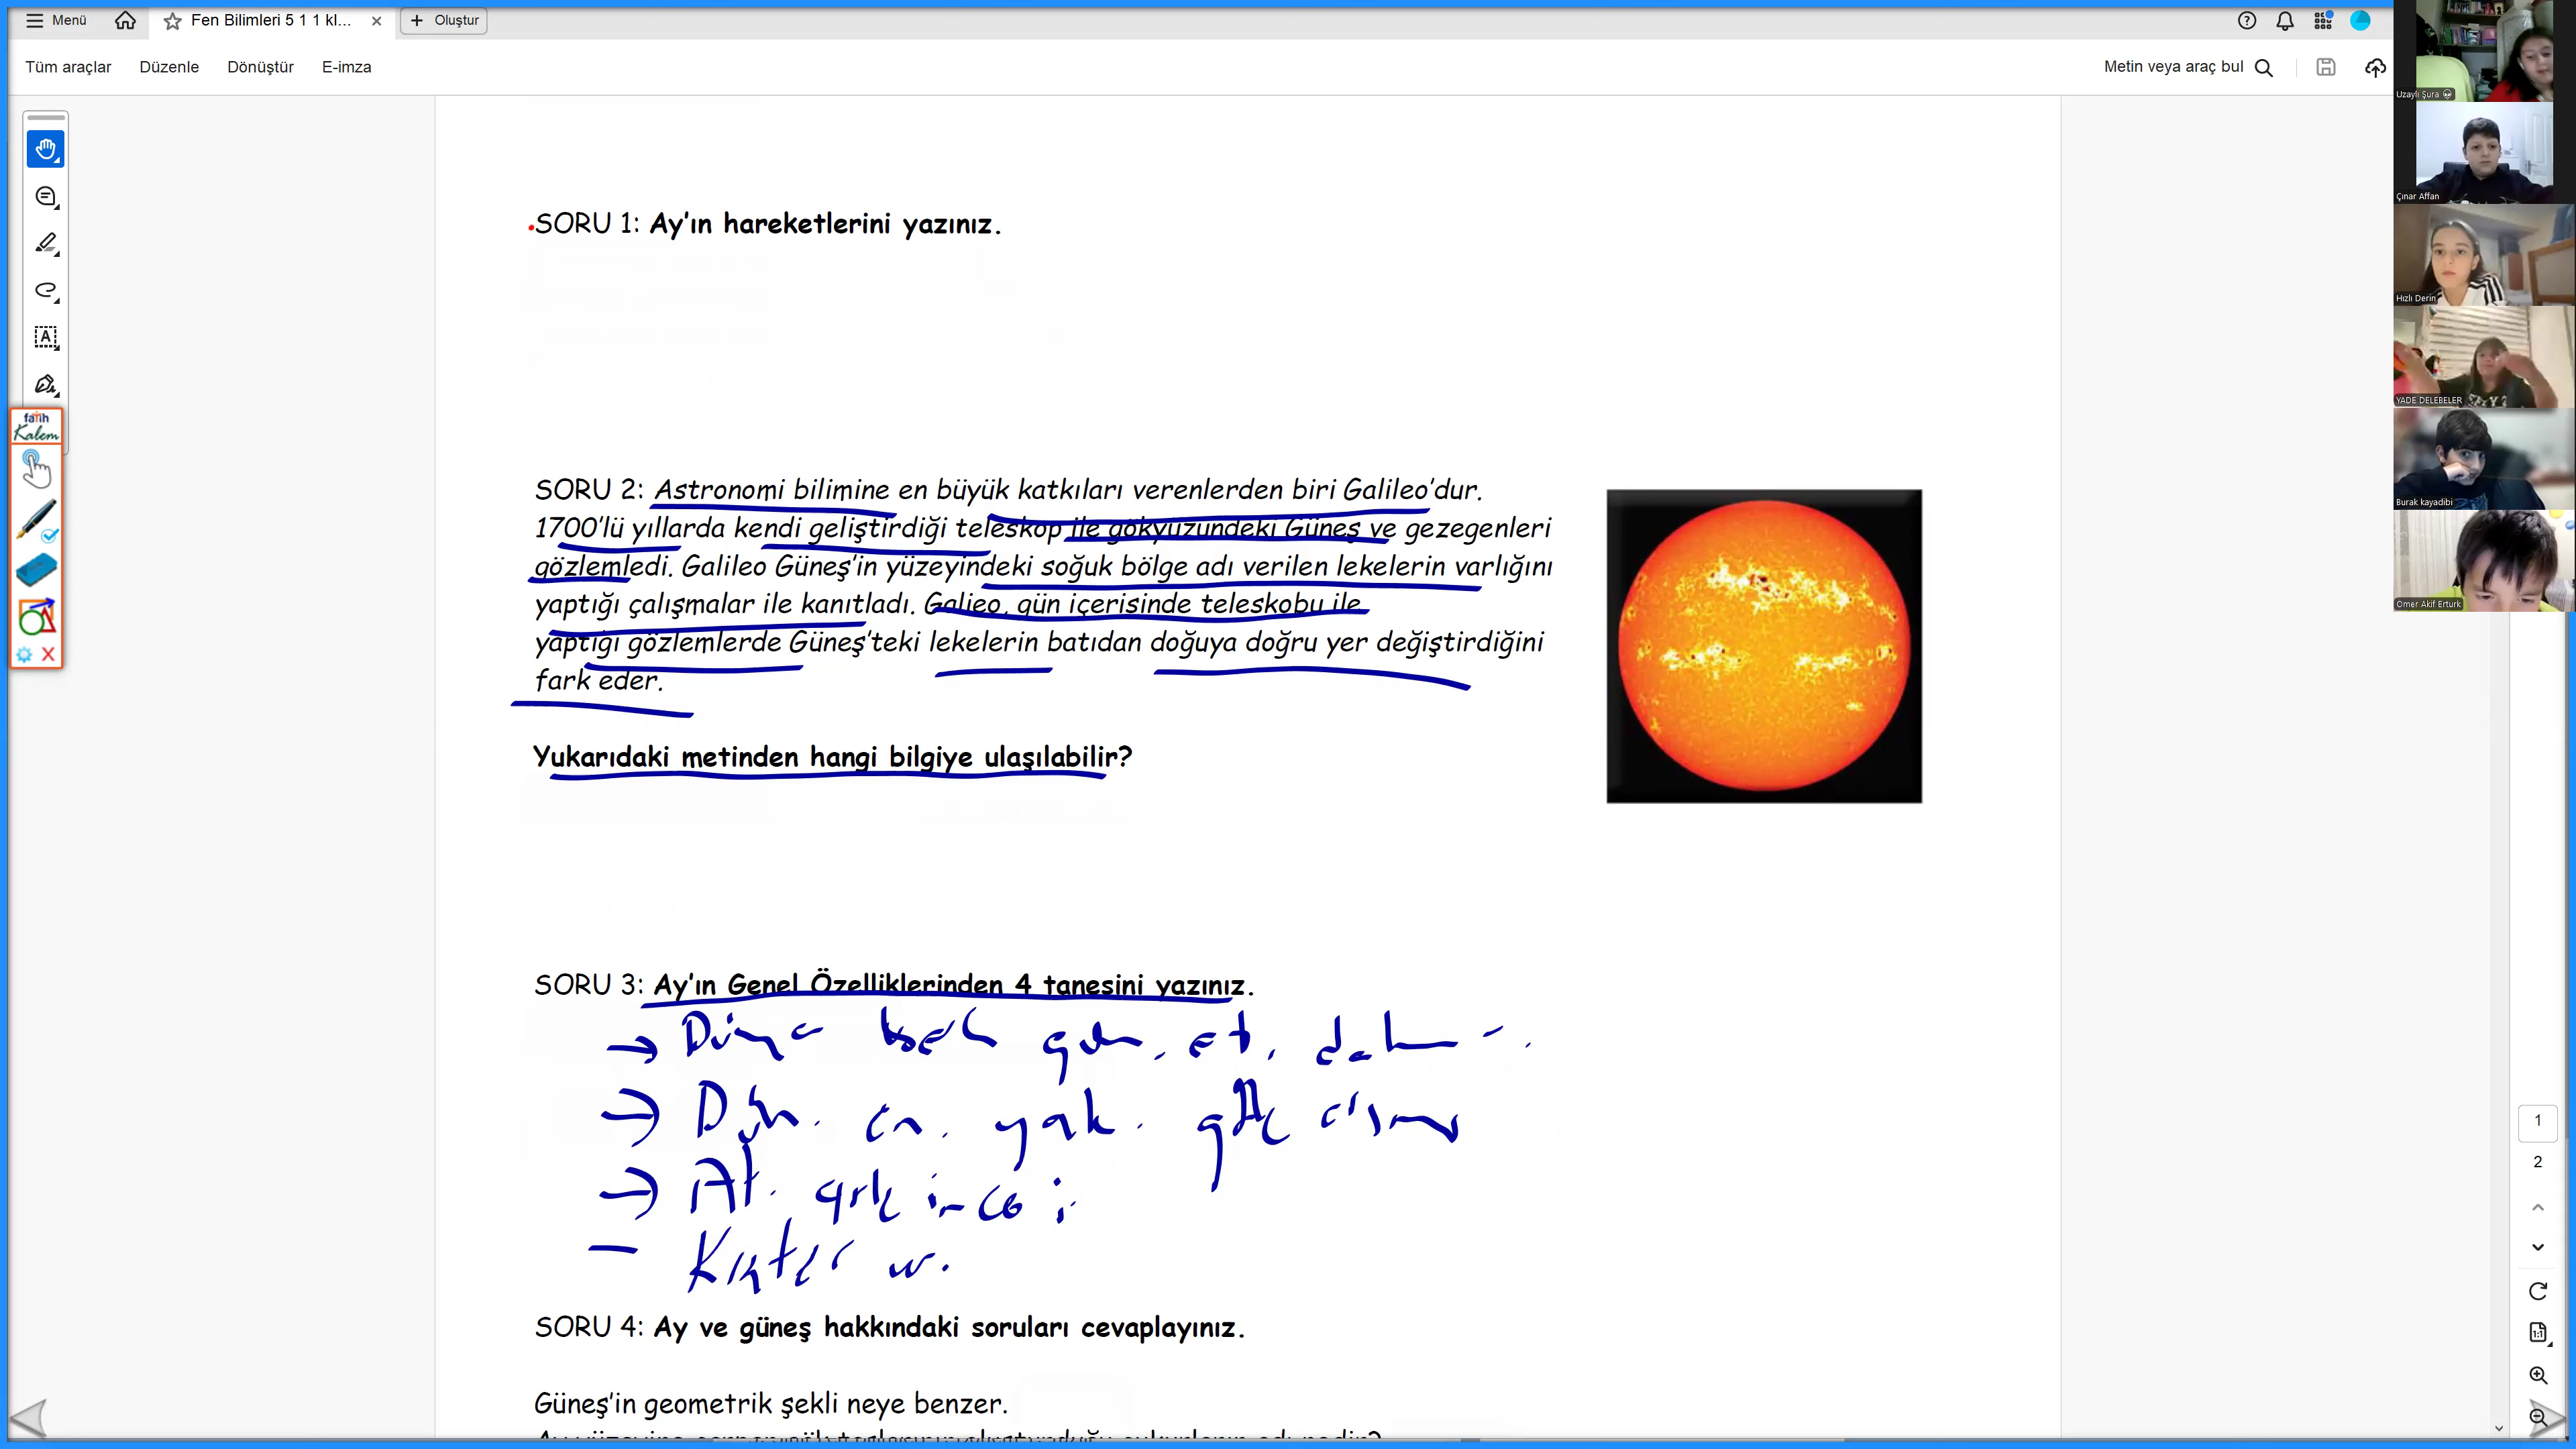 Menü
Fen Bilimleri 5 1 1 kl...
Oluştur
Tüm araçlar Düzenle Dönüştür E-imza
Metin veya araç bul
Uzaylı Şura
Çınar Affan
Hızlı Derin
YADE DELEBELER
Burak kayadibi
Omer Akif Erturk
fatih
Kalem
SORU 1: Ay'ın hareketlerini yazınız.
SORU 2: Astronomi bilimine en büyük katkıları verenlerden biri Galileo'dur.
1700'lü yıllarda kendi geliştirdiği teleskop ile gökyüzündeki Güneş ve gezegenleri
gözlemledi. Galileo Güneş'in yüzeyindeki soğuk bölge adı verilen lekelerin varlığını
yaptığı çalışmalar ile kanıtladı. Galieo, gün içerisinde teleskobu ile
yaptığı gözlemlerde Güneş'teki lekelerin batıdan doğuya doğru yer değiştirdiğini
fark eder.
Yukarıdaki metinden hangi bilgiye ulaşılabilir?
SORU 3: Ay'ın Genel Özelliklerinden 4 tanesini yazınız.
SORU 4: Ay ve güneş hakkındaki soruları cevaplayınız.
Güneş'in geometrik şekli neye benzer.
1
2